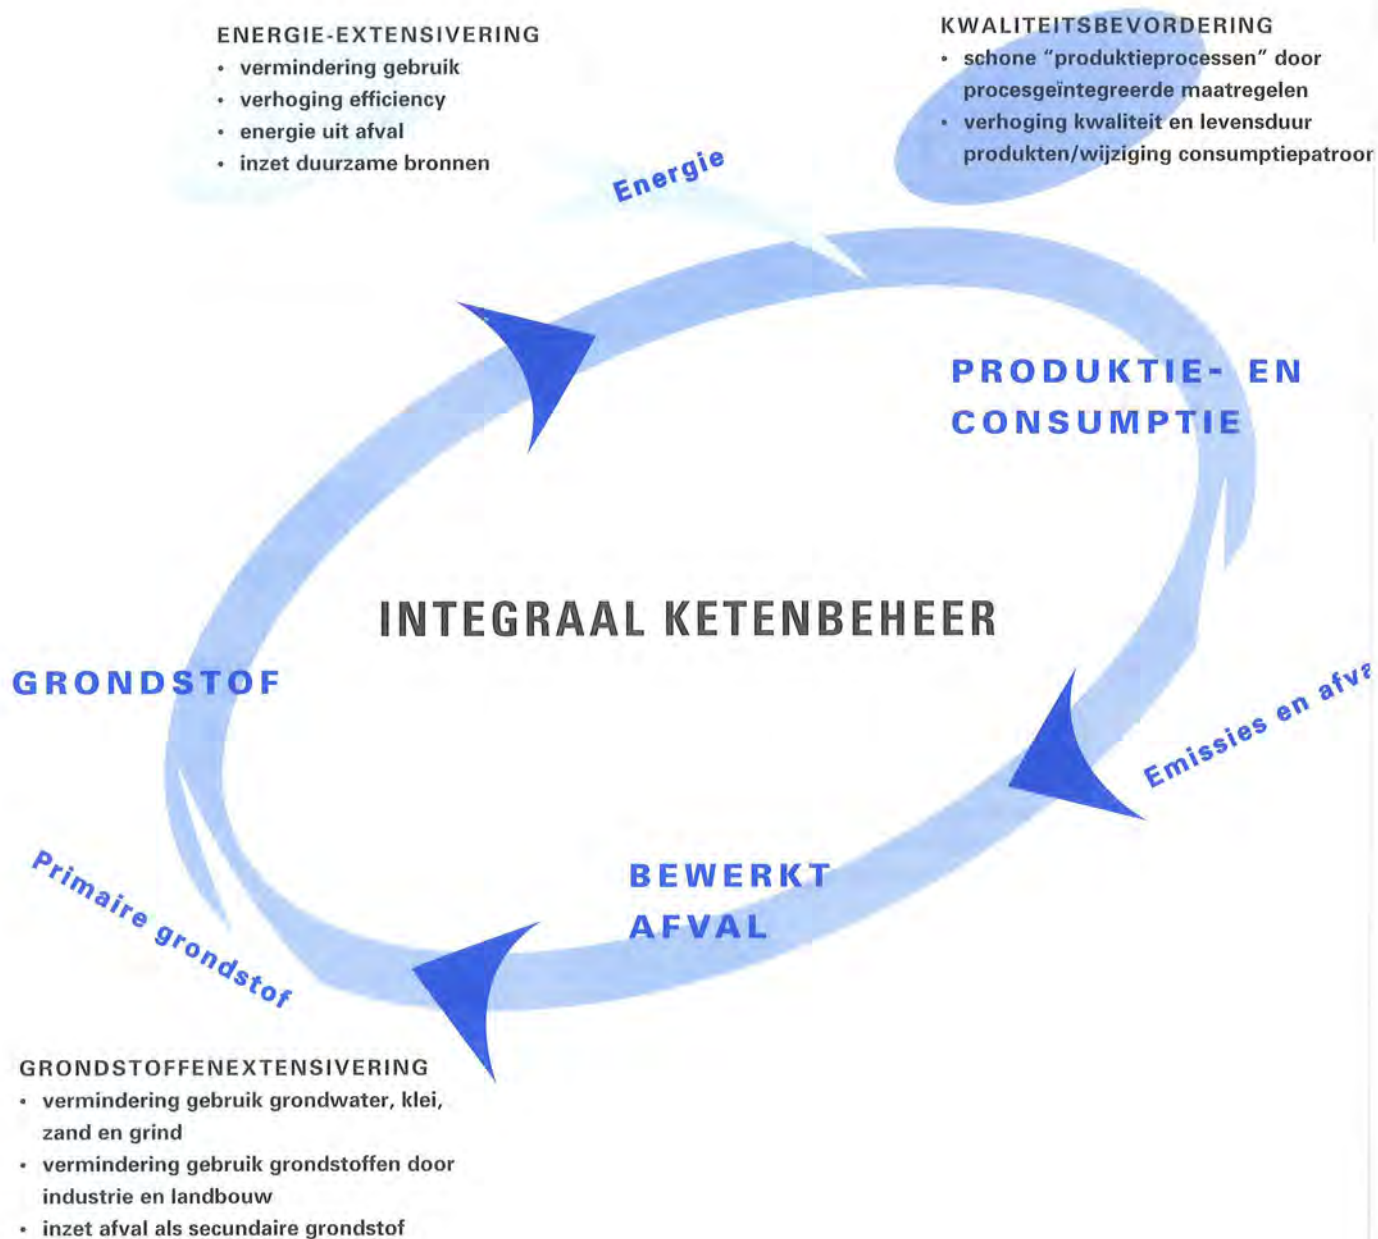 ENERGIE-EXTENSIVERING
• vermindering gebruik
• verhoging efficiency
• energie uit afval
• inzet duurzame bronnen
KWALITEITSBEVORDERING
• schone "produktieprocessen" door
procesgeïntegreerde maatregelen
• verhoging kwaliteit en levensduur
produkten/wijziging consumptiepatroon
Energie
PRODUKTIE- EN
CONSUMPTIE
INTEGRAAL KETENBEHEER
GRONDSTOF
Emissies en
BEWERKT
AFVAL
Primaire grondstof
GRONDSTOFFENEXTENSIVERING
• vermindering gebruik grondwater, klei,
zand en grind
• vermindering gebruik grondstoffen door
industrie en landbouw
• inzet afval als secundaire grondstof